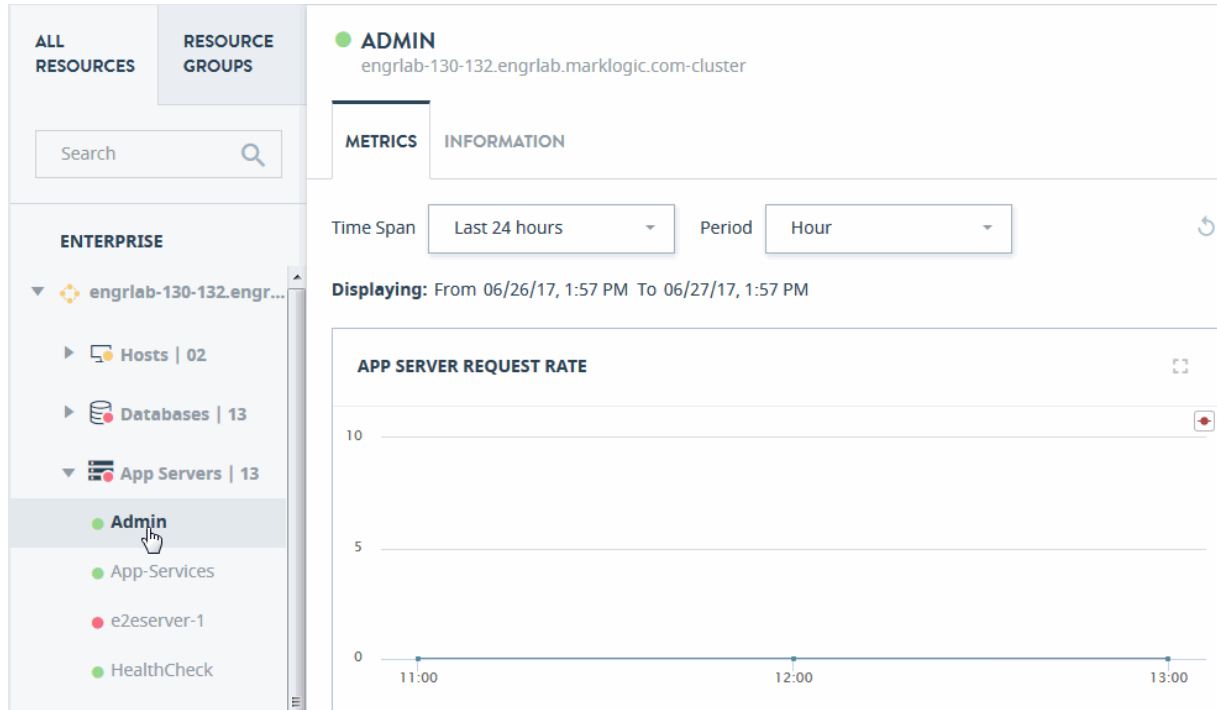 ALL RESOURCES
RESOURCE GROUPS
Search
ENTERPRISE
engrlab-130-132.engr...
Hosts | 02
Databases | 13
App Servers | 13
Admin
App-Services
e2eserver-1
HealthCheck
ADMIN
engrlab-130-132.engrlab.marklogic.com-cluster
METRICS INFORMATION
Time Span Last 24 hours Period Hour
Displaying: From 06/26/17, 1:57 PM To 06/27/17, 1:57 PM
APP SERVER REQUEST RATE
10
5
0
11:00 12:00 13:00